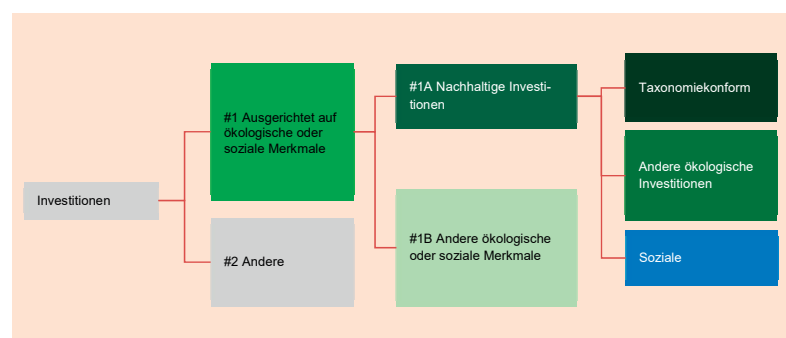 Investitionen
#1 Ausgerichtet auf
ökologische oder
soziale Merkmale
#2 Andere
#1A Nachhaltige Investi-
tionen
#1B Andere ökologische
oder soziale Merkmale
Taxonomiekonform
Andere ökologische
Investitionen
Soziale